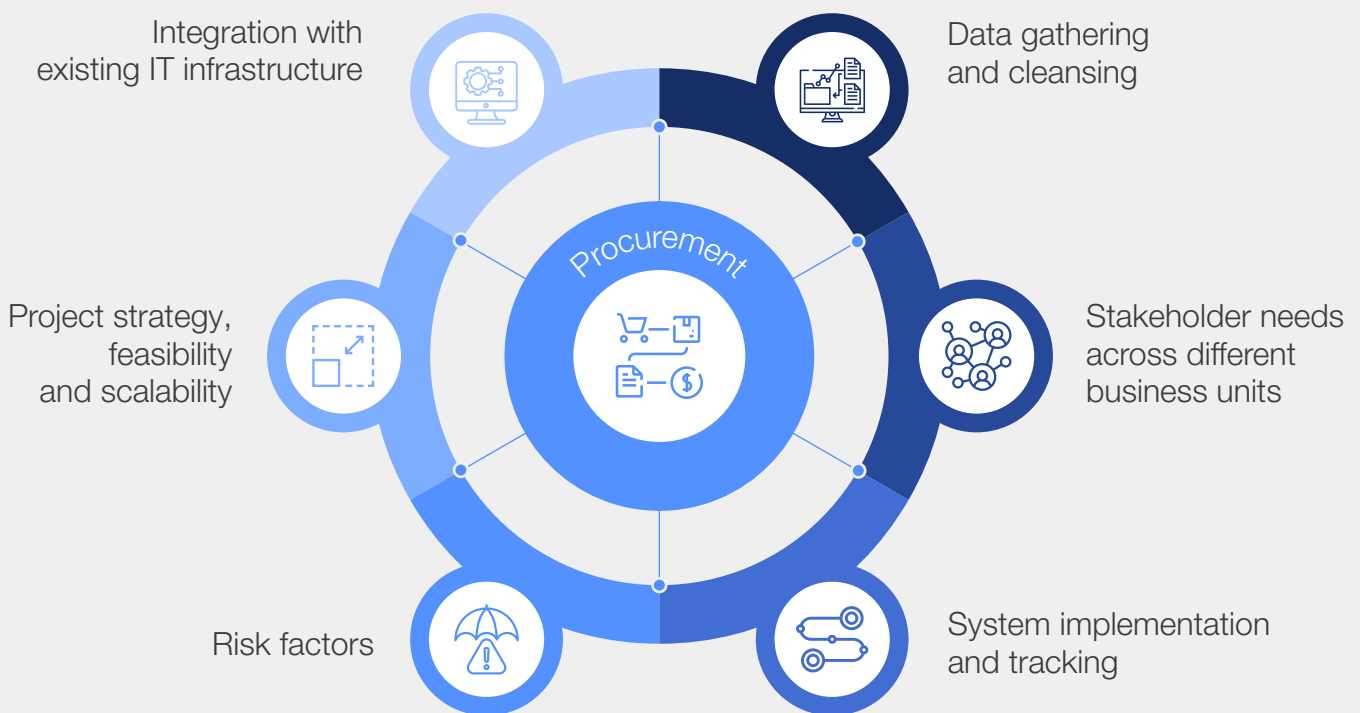 Integration with
existing IT infrastructure
Data gathering
and cleansing
Procurement
Project strategy,
feasibility
and scalability
Stakeholder needs
across different
business units
Risk factors
System implementation
and tracking